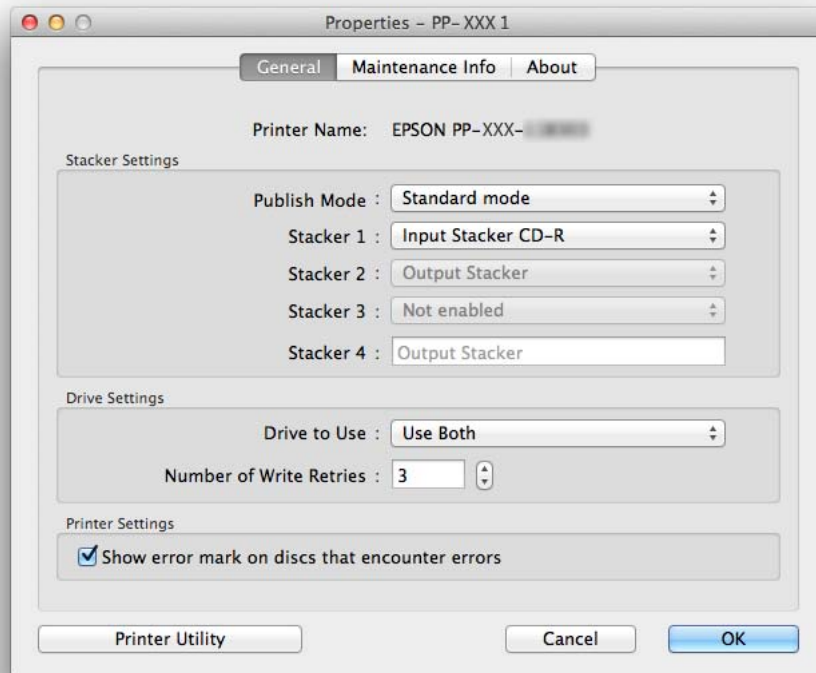 Properties - PP-XXX 1
General Maintenance Info About
Printer Name: EPSON PP-XXX-
Stacker Settings
Publish Mode : Standard mode
Stacker 1 : Input Stacker CD-R
Stacker 2 : Output Stacker
Stacker 3 : Not enabled
Stacker 4 : Output Stacker
Drive Settings
Drive to Use : Use Both
Number of Write Retries : 3
Printer Settings
Show error mark on discs that encounter errors
Printer Utility Cancel OK